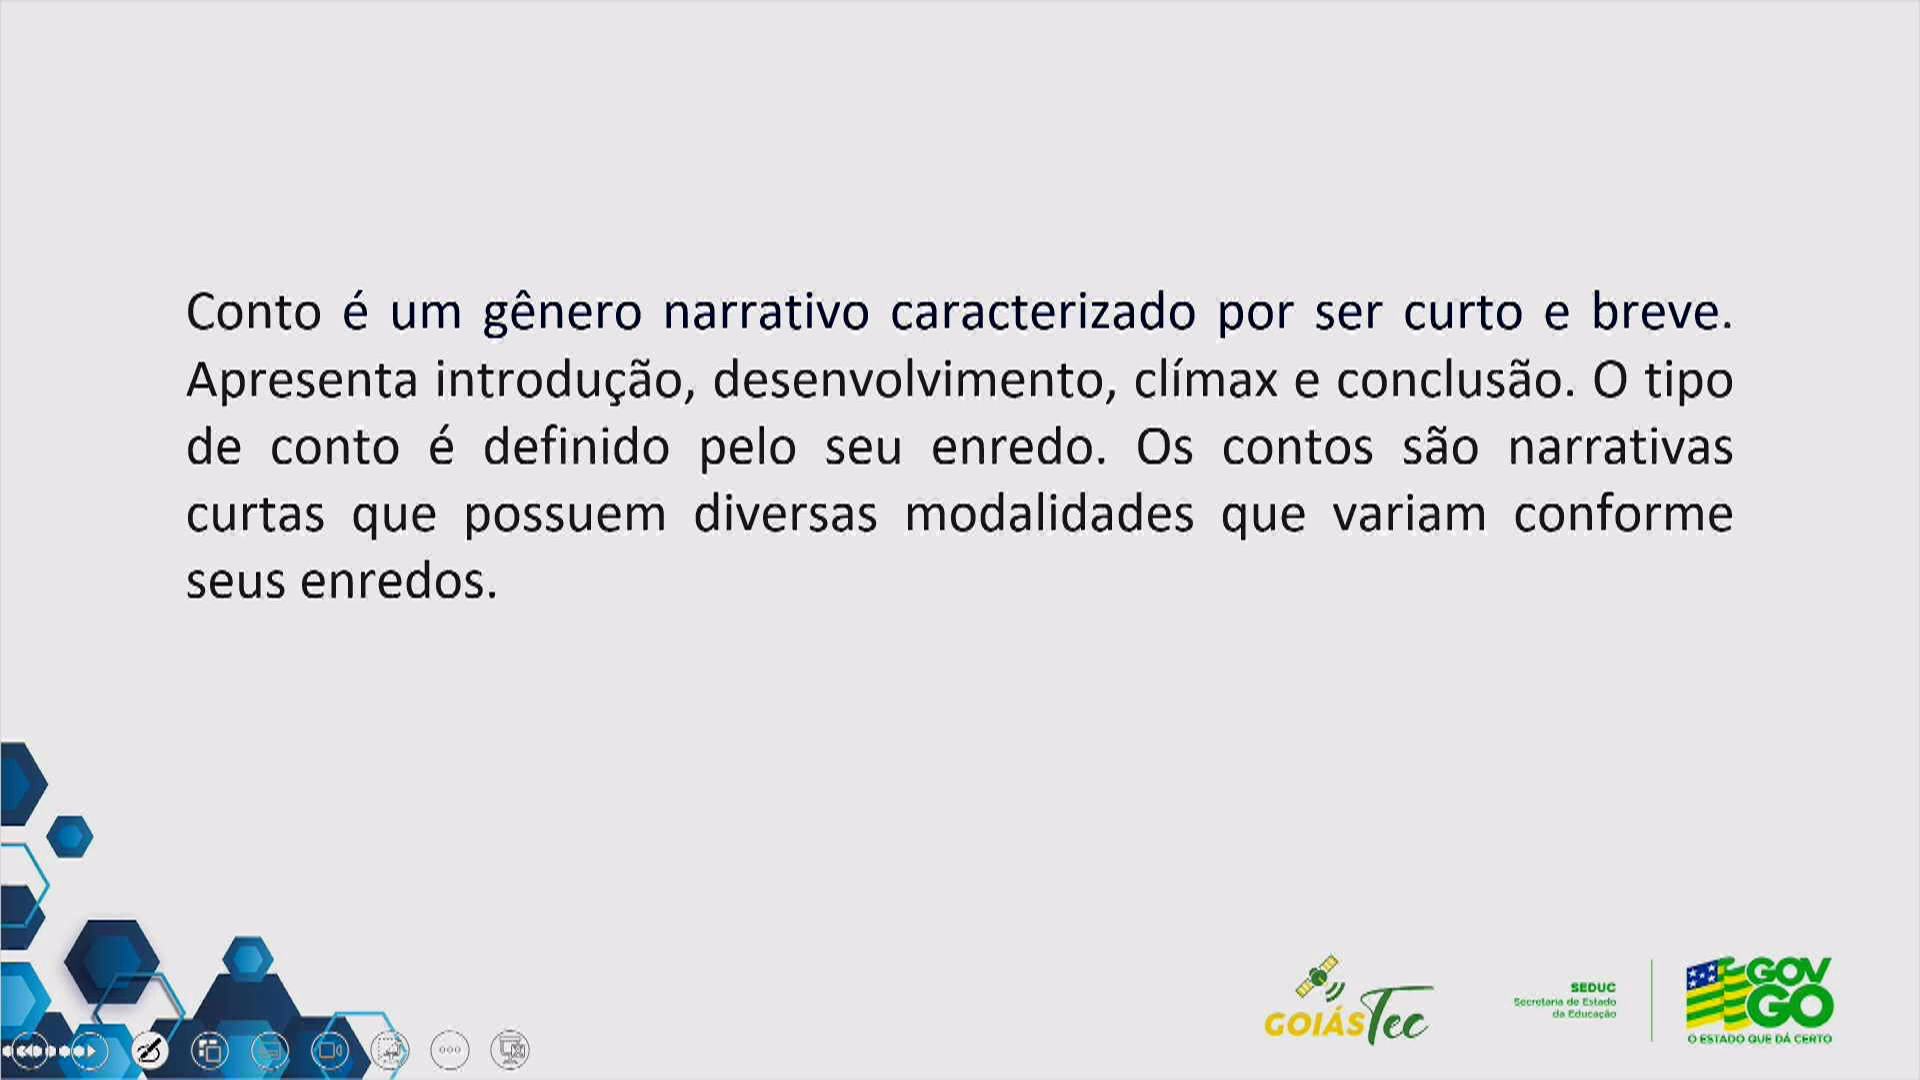 Conto é um gênero narrativo caracterizado por ser curto e breve.
Apresenta introdução, desenvolvimento, clímax e conclusão. O tipo
de conto é definido pelo seu enredo. Os contos são narrativas
curtas que possuem diversas modalidades que variam conforme
seus enredos.
GOIÁSTec
SEDUC
Secretaria de Estado
da Educação
GOV
GO
O ESTADO QUE DÁ CERTO